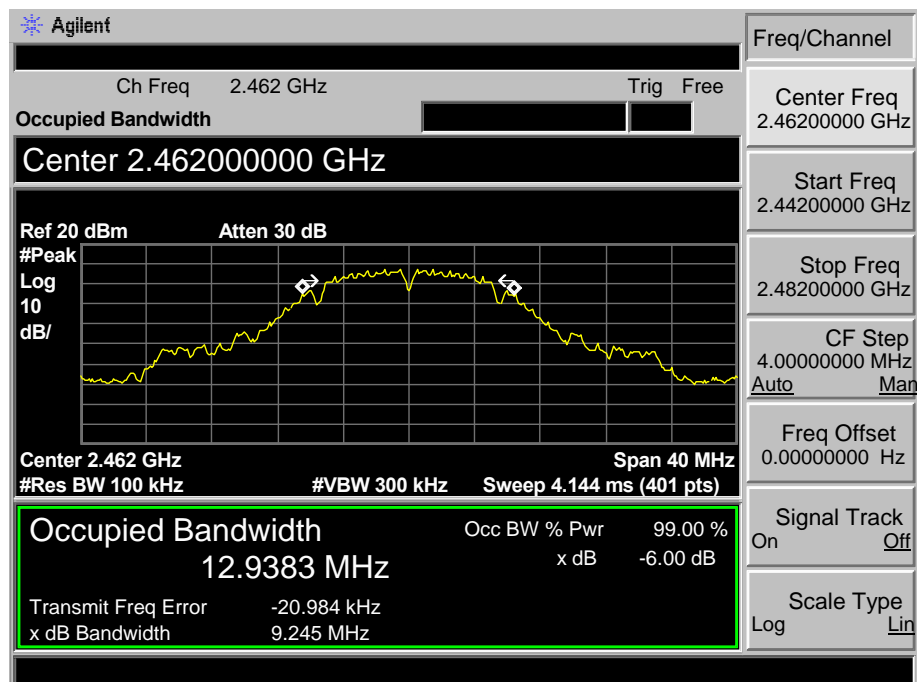 Agilent
Freq/Channel
Ch Freq 2.462 GHz Trig Free
Occupied Bandwidth
Center 2.462000000 GHz
Ref 20 dBm Atten 30 dB
#Peak
Log
10
dB/
Center 2.462 GHz Span 40 MHz
#Res BW 100 kHz #VBW 300 kHz Sweep 4.144 ms (401 pts)
Occupied Bandwidth Occ BW % Pwr 99.00 %
12.9383 MHz x dB -6.00 dB
Transmit Freq Error -20.984 kHz
x dB Bandwidth 9.245 MHz
Center Freq
2.46200000 GHz
Start Freq
2.44200000 GHz
Stop Freq
2.48200000 GHz
CF Step
4.00000000 MHz
Auto Man
Freq Offset
0.00000000 Hz
Signal Track
On Off
Scale Type
Log Lin